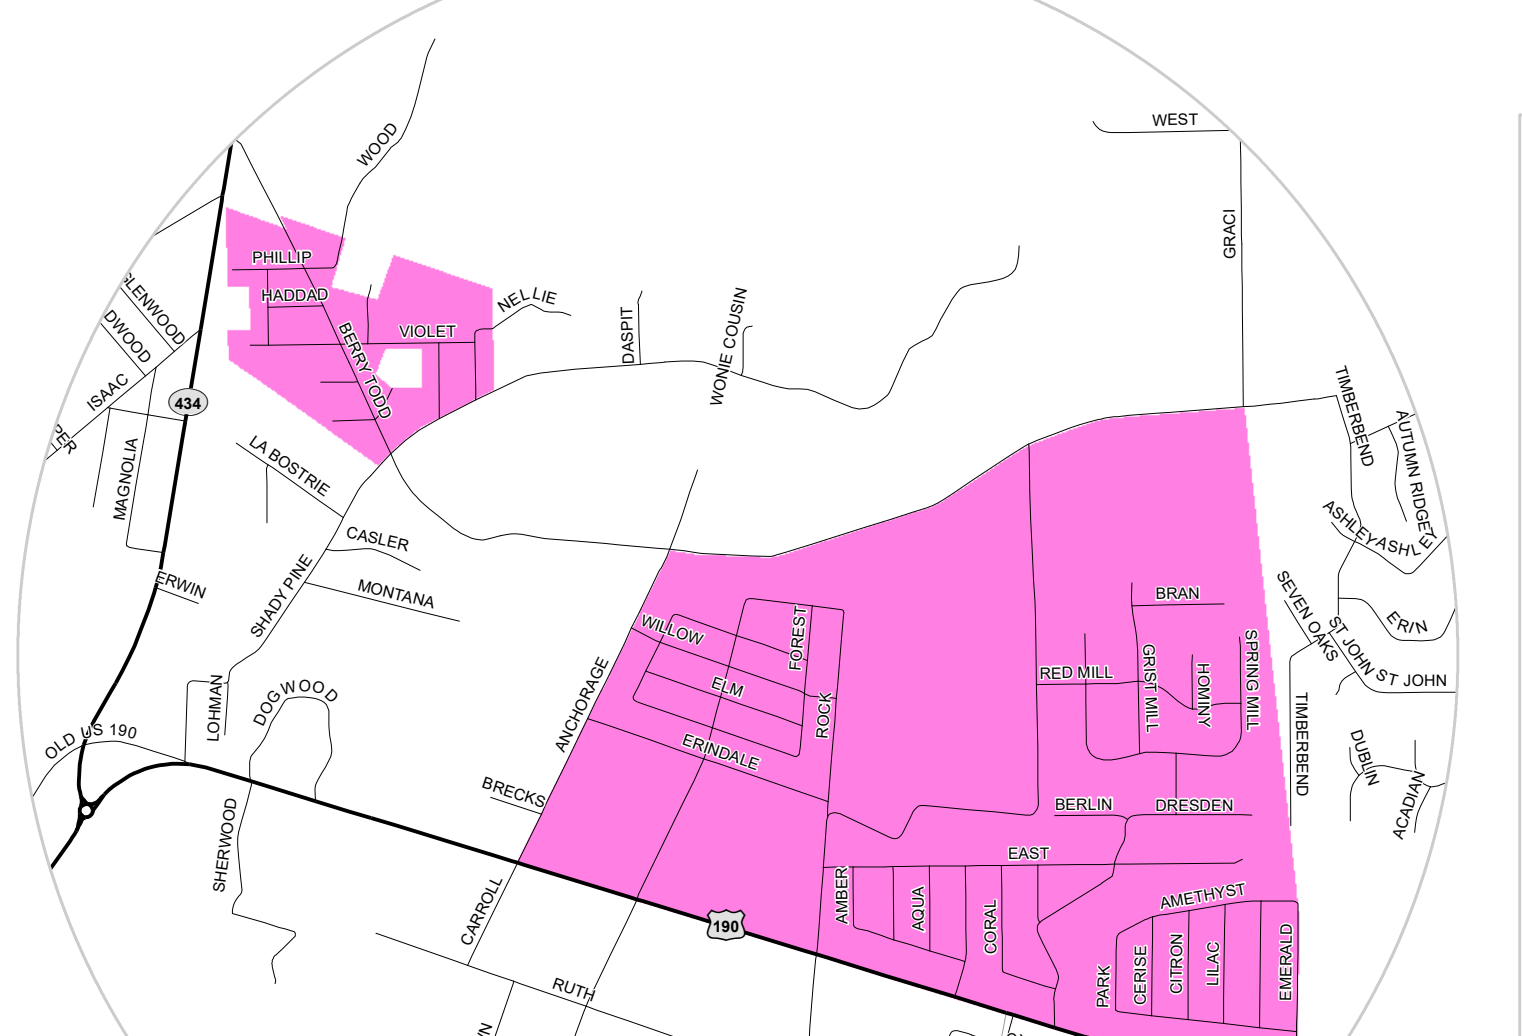 WEST
WOOD
GRACI
PHILLIP
HADDAD
NELLIE
VIOLET
BERRY TODD
DASPIT
WONIE COUSIN
GLENWOOD
DWOOD
ISAAC
434
PER
MAGNOLIA
LA BOSTRIE
CASLER
MONTANA
ERWIN
SHADY PINE
TIMBERBEND
AUTUMN RIDGE
ASHLEY
ASHLEY
SEVEN OAKS
ERIN
ST JOHN
ST JOHN
BRAN
WILLOW
FOREST
ELM
ROCK
ANCHORAGE
ERINDALE
RED MILL
GRIST MILL
HOMINY
SPRING MILL
LOHMAN
DOGWOOD
OLD US 190
TIMBERBEND
DUBLIN
ACADIAN
BRECKS
SHERWOOD
BERLIN
DRESDEN
EAST
AMBER
AQUA
CORAL
AMETHYST
CARROLL
190
PARK
CERISE
CITRON
LILAC
EMERALD
RUTH